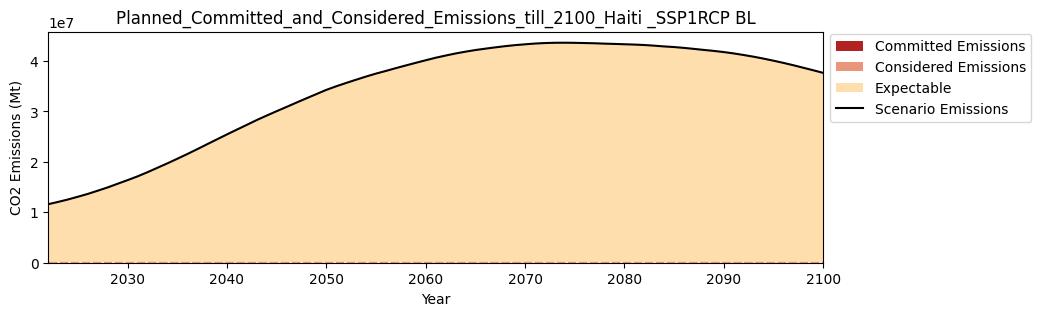 Planned_Committed_and_Considered_Emissions_till_2100_Haiti _SSP1RCP BL
1e7
4
3
2
1
0
CO2 Emissions (Mt)
2030 2040 2050 2060 2070 2080 2090 2100
Year
Committed Emissions
Considered Emissions
Expectable
Scenario Emissions